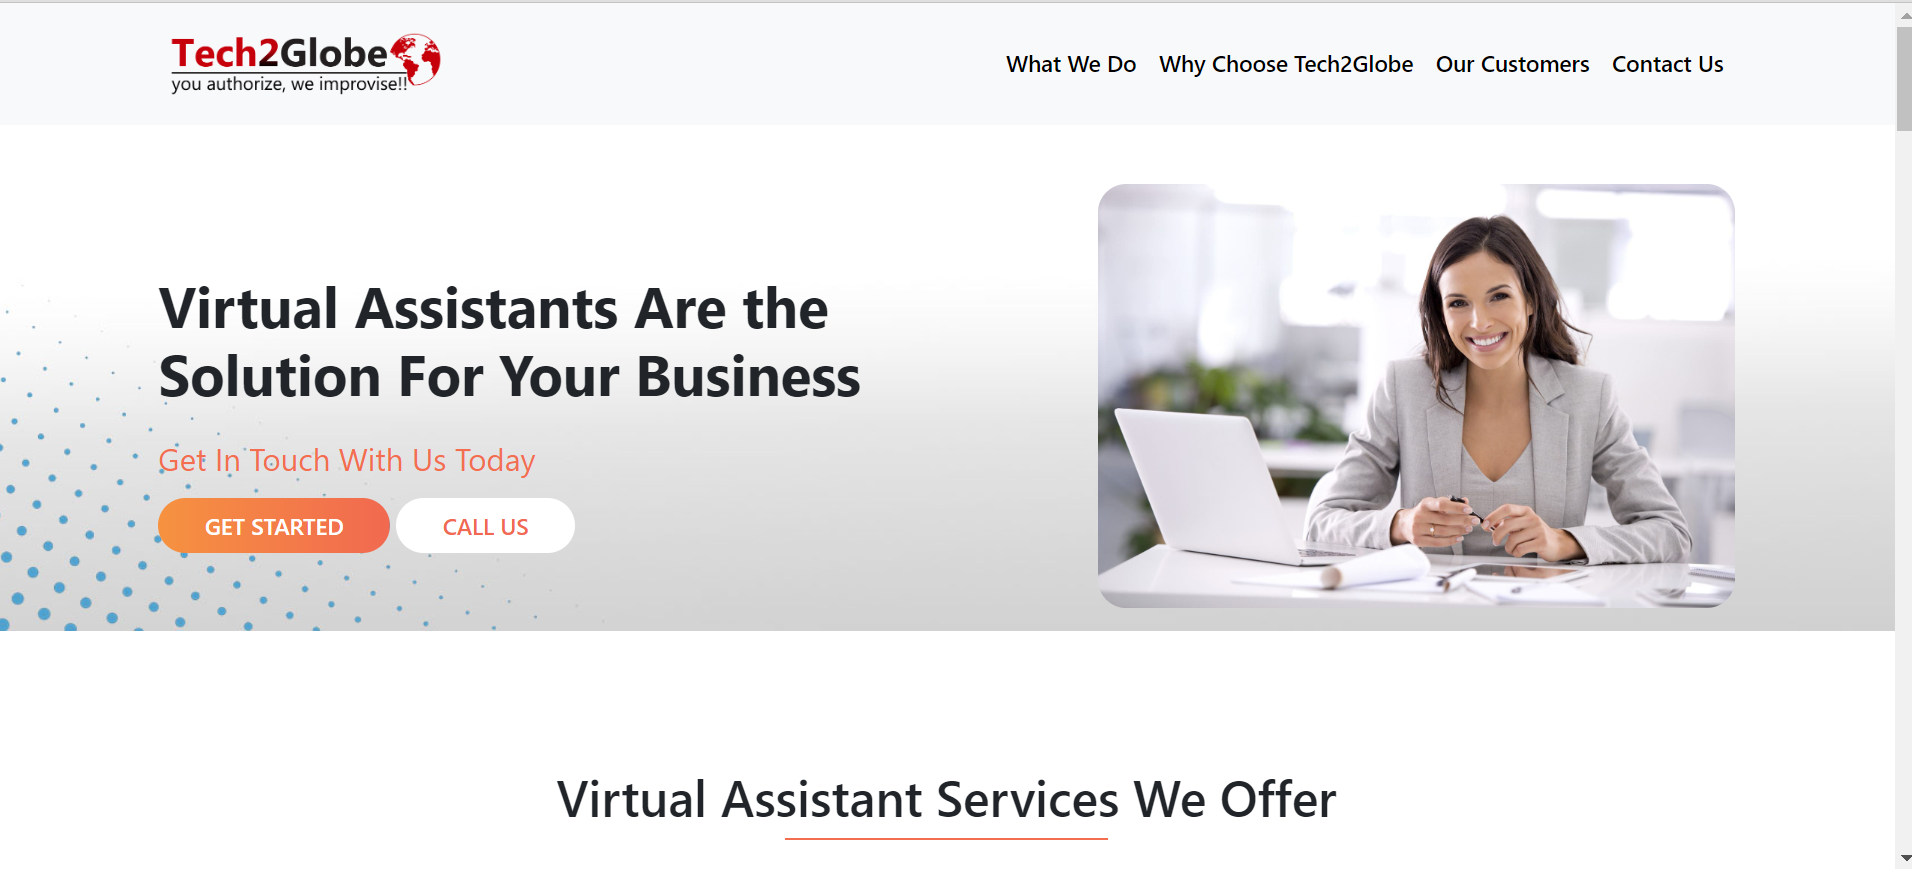 Tech2Globe
you authorize, we improvise!!
What We Do
Why Choose Tech2Globe
Our Customers
Contact Us
Virtual Assistants Are the
Solution For Your Business
Get In Touch With Us Today
GET STARTED
CALL US
Virtual Assistant Services We Offer